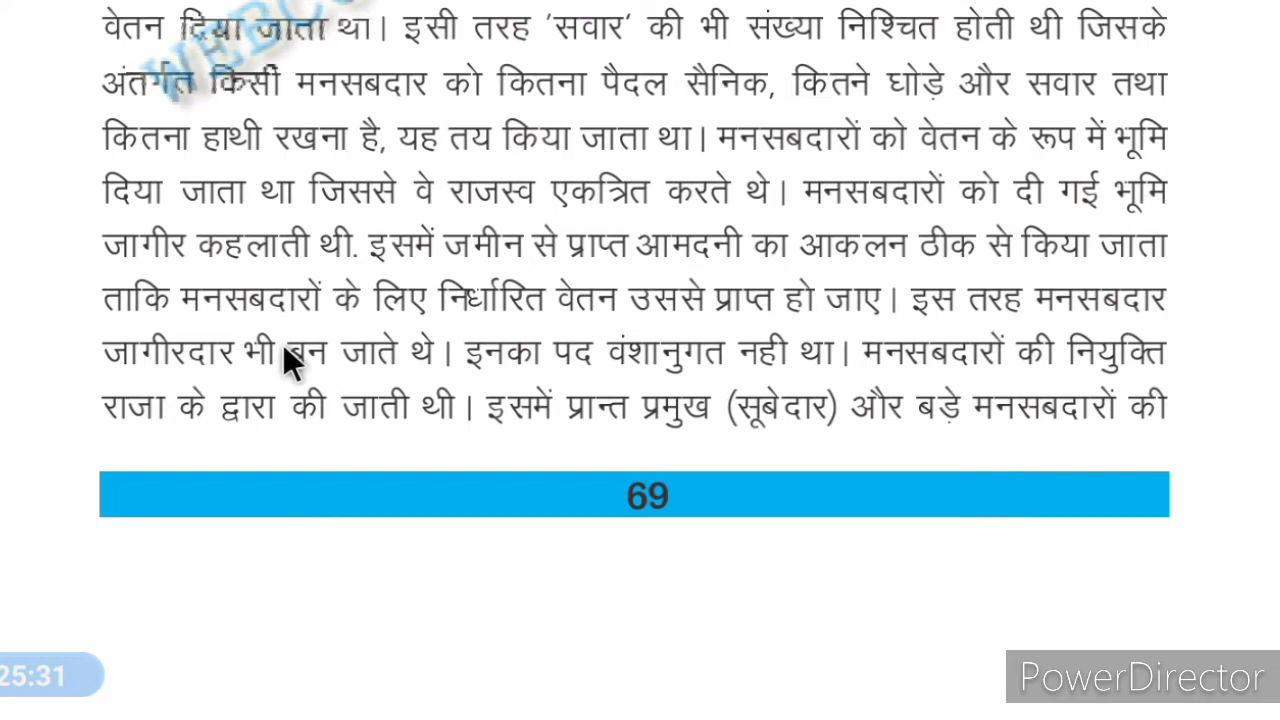 वेतन दिया जाता था। इसी तरह 'सवार' की भी संख्या निश्चित होती थी जिसके
अंतर्गत किसी मनसबदार को कितना पैदल सैनिक, कितने घोड़े और सवार तथा
कितना हाथी रखना है, यह तय किया जाता था। मनसबदारों को वेतन के रूप में भूमि
दिया जाता था जिससे वे राजस्व एकत्रित करते थे। मनसबदारों को दी गई भूमि
जागीर कहलाती थी. इसमें जमीन से प्राप्त आमदनी का आकलन ठीक से किया जाता
ताकि मनसबदारों के लिए निर्धारित वेतन उससे प्राप्त हो जाए। इस तरह मनसबदार
जागीरदार भी बन जाते थे। इनका पद वंशानुगत नही था। मनसबदारों की नियुक्ति
राजा के द्वारा की जाती थी। इसमें प्रान्त प्रमुख (सूबेदार) और बड़े मनसबदारों की
69
25:31
PowerDirector